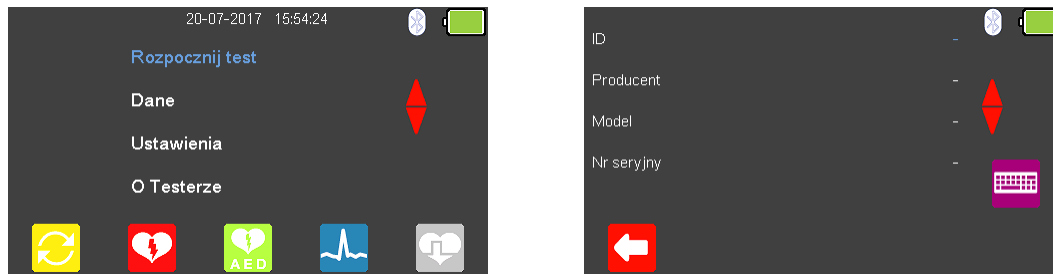 20-07-2017 15:54:24
Rozpocznij test
Dane
Ustawienia
O Testerze
AED
ID -
Producent -
Model -
Nr seryjny -